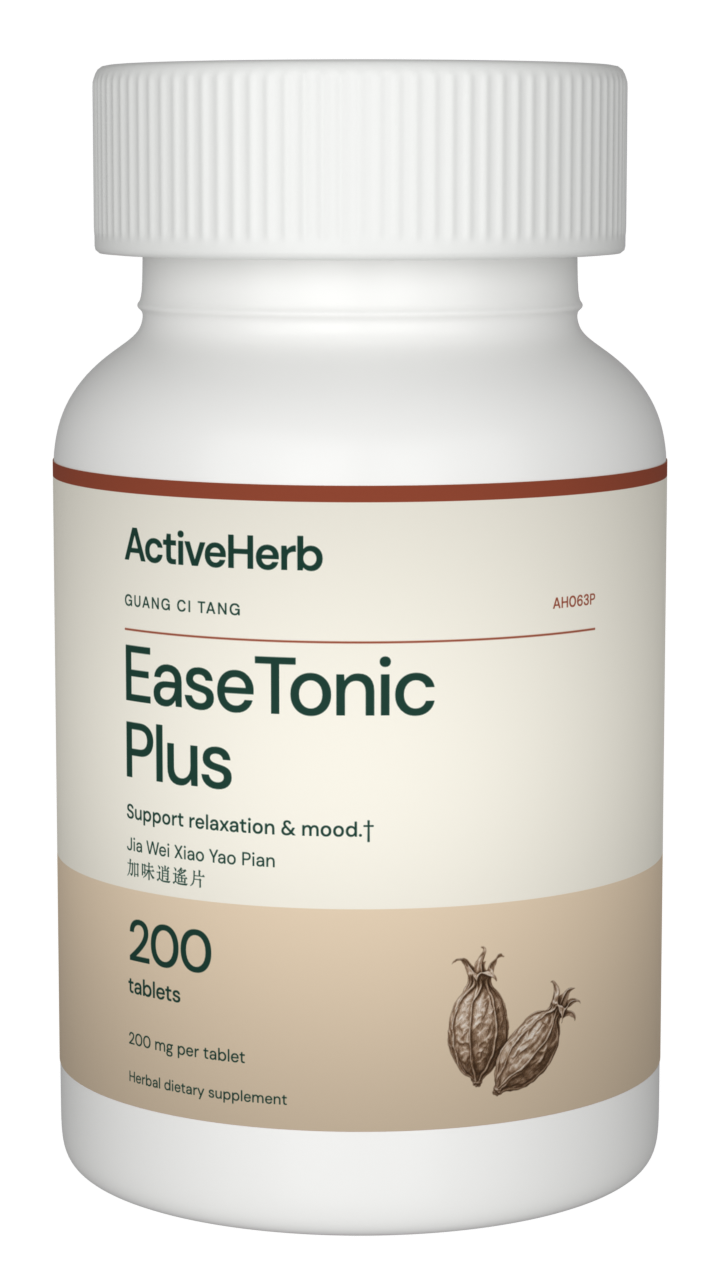 ActiveHerb
GUANG CI TANG
AH063P
EaseTonic
Plus
Support relaxation & mood.†
Jia Wei Xiao Yao Pian
加味逍遙片
200
tablets
200 mg per tablet
Herbal dietary supplement